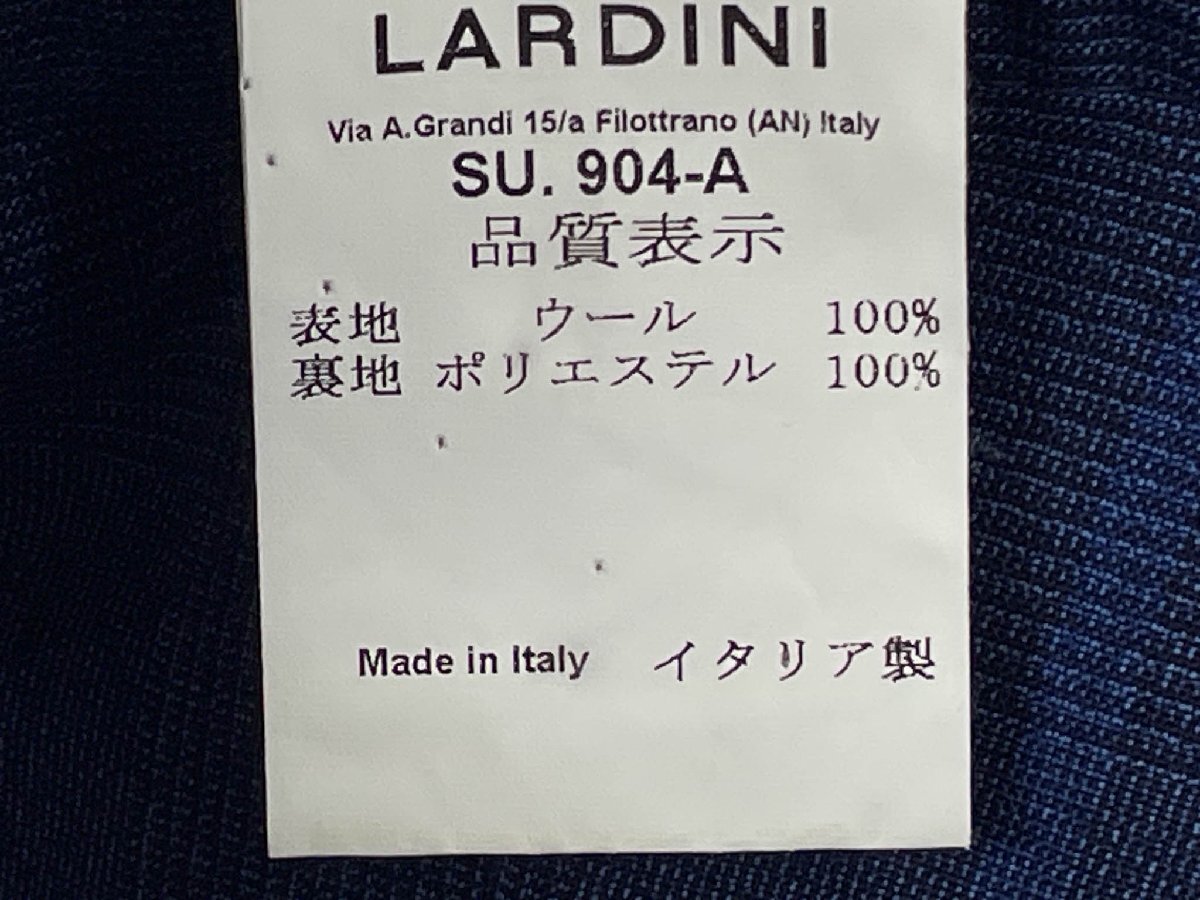 LARDINI
Via A.Grandi 15/a Filottrano (AN) Italy
SU. 904-A
品質表示
表地 ウール 100%
裏地 ポリエステル 100%
Made in Italy イタリア製